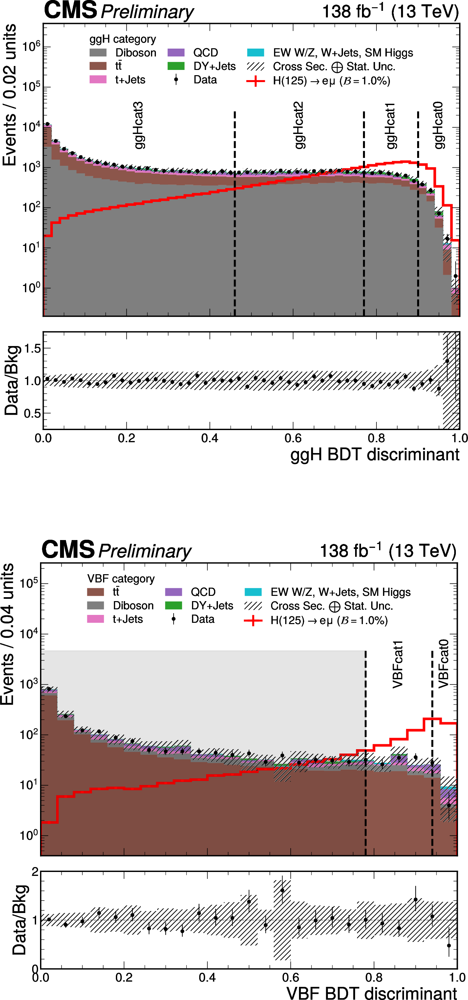 CMS Preliminary 138 fb⁻¹ (13 TeV)
Events / 0.02 units
ggH category
Diboson QCD EW W/Z, W+Jets, SM Higgs
tt̄ DY+Jets Cross Sec. ⊕ Stat. Unc.
t+Jets Data H(125) → eμ (ℬ = 1.0%)
ggHcat3 ggHcat2 ggHcat1 ggHcat0
10⁶
10⁵
10⁴
10³
10²
10¹
10⁰
Data/Bkg
1.5
1.0
0.5
0.0 0.2 0.4 0.6 0.8 1.0
ggH BDT discriminant
CMS Preliminary 138 fb⁻¹ (13 TeV)
Events / 0.04 units
VBF category
tt̄ QCD EW W/Z, W+Jets, SM Higgs
Diboson DY+Jets Cross Sec. ⊕ Stat. Unc.
t+Jets Data H(125) → eμ (ℬ = 1.0%)
VBFcat1 VBFcat0
10⁵
10⁴
10³
10²
10¹
10⁰
Data/Bkg
2
1
0
0.0 0.2 0.4 0.6 0.8 1.0
VBF BDT discriminant